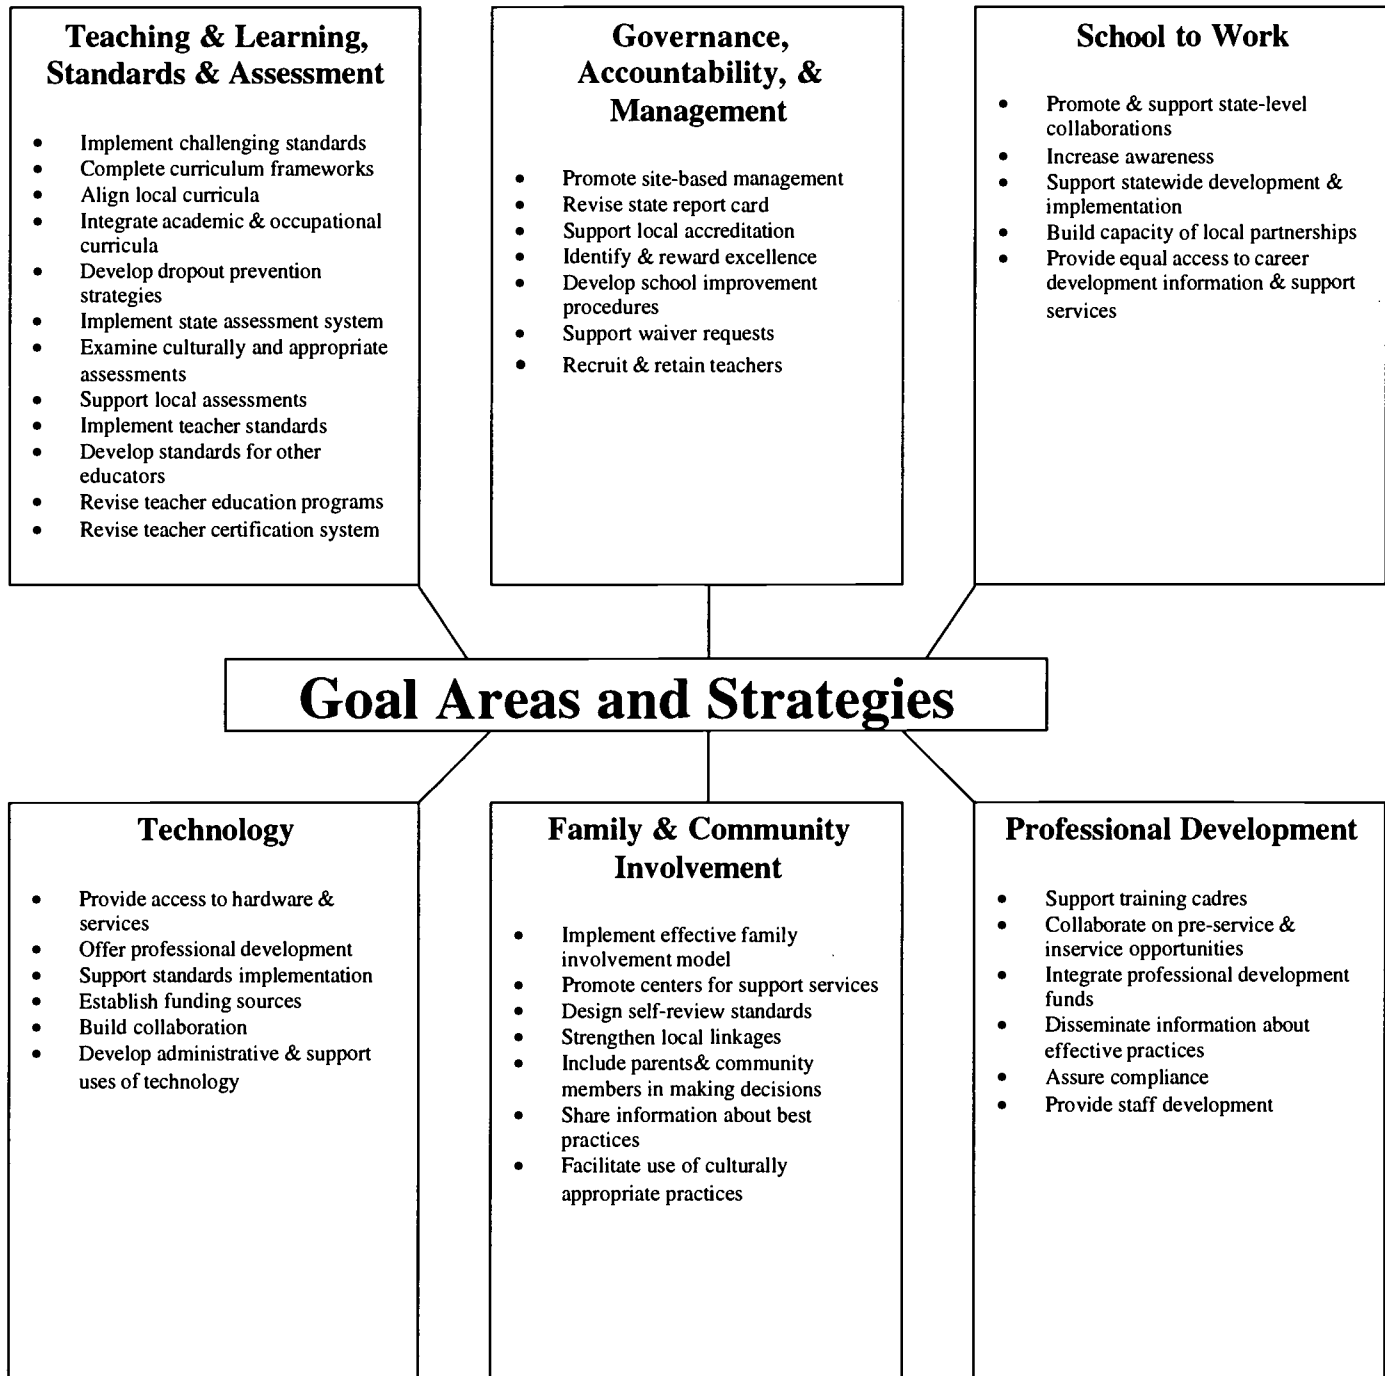 Teaching & Learning,
Standards & Assessment
• Implement challenging standards
• Complete curriculum frameworks
• Align local curricula
• Integrate academic & occupational
curricula
• Develop dropout prevention
strategies
• Implement state assessment system
• Examine culturally and appropriate
assessments
• Support local assessments
• Implement teacher standards
• Develop standards for other
educators
• Revise teacher education programs
• Revise teacher certification system
Governance,
Accountability, &
Management
• Promote site-based management
• Revise state report card
• Support local accreditation
• Identify & reward excellence
• Develop school improvement
procedures
• Support waiver requests
• Recruit & retain teachers
School to Work
• Promote & support state-level
collaborations
• Increase awareness
• Support statewide development &
implementation
• Build capacity of local partnerships
• Provide equal access to career
development information & support
services
Goal Areas and Strategies
Technology
• Provide access to hardware &
services
• Offer professional development
• Support standards implementation
• Establish funding sources
• Build collaboration
• Develop administrative & support
uses of technology
Family & Community
Involvement
• Implement effective family
involvement model
• Promote centers for support services
• Design self-review standards
• Strengthen local linkages
• Include parents& community
members in making decisions
• Share information about best
practices
• Facilitate use of culturally
appropriate practices
Professional Development
• Support training cadres
• Collaborate on pre-service &
inservice opportunities
• Integrate professional development
funds
• Disseminate information about
effective practices
• Assure compliance
• Provide staff development